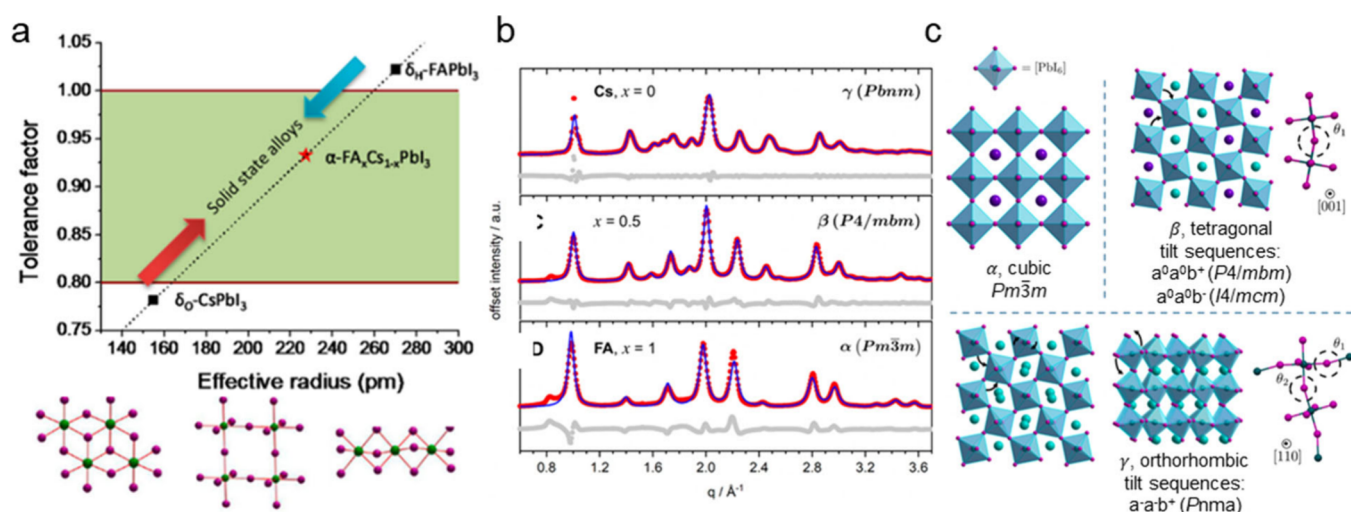 a
Tolerance factor
1.05
1.00
0.95
0.90
0.85
0.80
0.75
δH-FAPbI3
α-FAxCs1-xPbI3
Solid state alloys
δO-CsPbI3
130 140 160 180 200 220 240 260 280 300
Effective radius (pm)
b
offset intensity / a.u.
Cs, x = 0
γ (Pbnm)
C
x = 0.5
β (P4/mbm)
D
FA, x = 1
α (Pm3̅m)
0.8 1.2 1.6 2.0 2.4 2.8 3.2 3.6
q / Å-1
c
= [PbI6]
α, cubic
Pm3̅m
θ1
[001]
β, tetragonal
tilt sequences:
a0a0b+ (P4/mbm)
a0a0b- (I4/mcm)
θ1
θ2
[110]
γ, orthorhombic
tilt sequences:
a-a-b+ (Pnma)